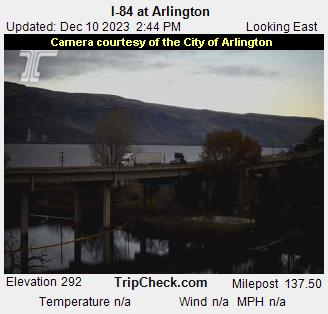 I-84 at Arlington
Updated: Dec 10 2023 2:44 PM Looking East
Camera courtesy of the City of Arlington
Elevation 292 TripCheck.com Milepost 137.50
Temperature n/a Wind n/a MPH n/a